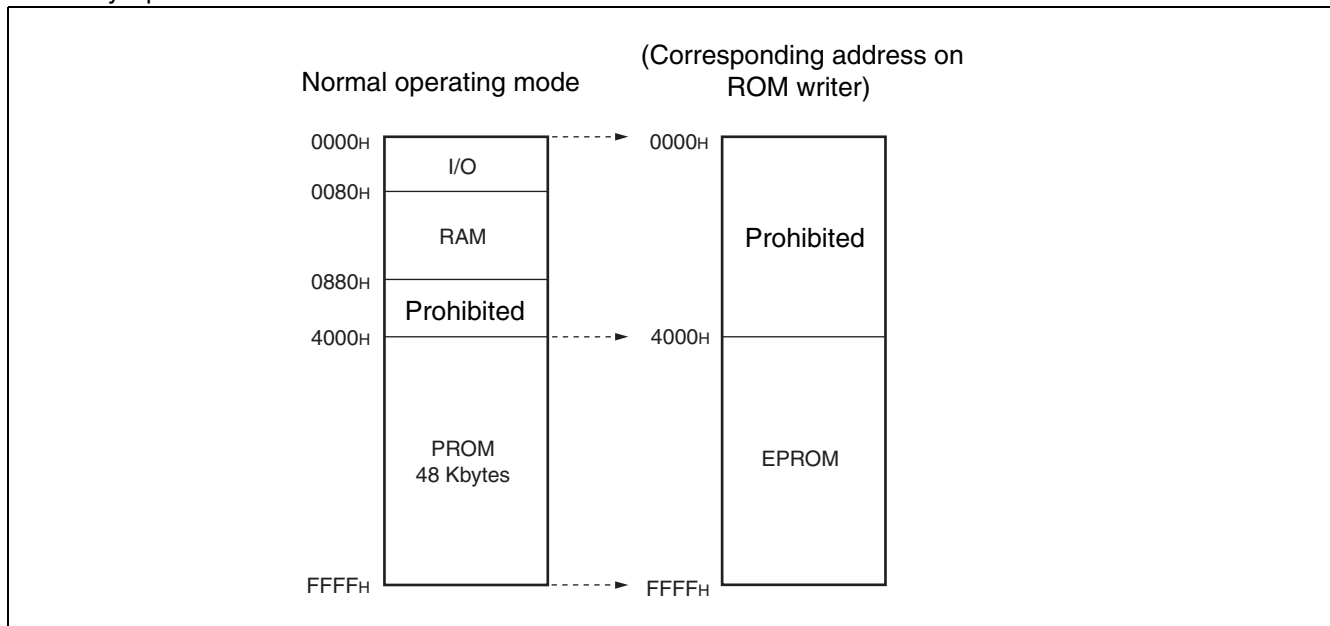 Normal operating mode
(Corresponding address on
ROM writer)
0000H
I/O
0080H
RAM
0880H
Prohibited
4000H
PROM
48 Kbytes
FFFFH
0000H
Prohibited
4000H
EPROM
FFFFH